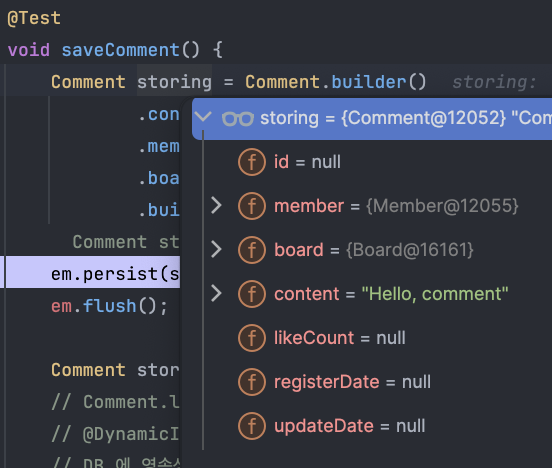 @Test
void saveComment() {
Comment storing = Comment.builder() storing:
.con
storing = {Comment@12052} "Com
.mem
f id = null
.boa
f member = {Member@12055}
.bui
f board = {Board@16161}
Comment st
em.persist(s
f content = "Hello, comment"
em.flush();
f likeCount = null
Comment stor
f registerDate = null
// Comment.l
f updateDate = null
// @DynamicI
// DB 에